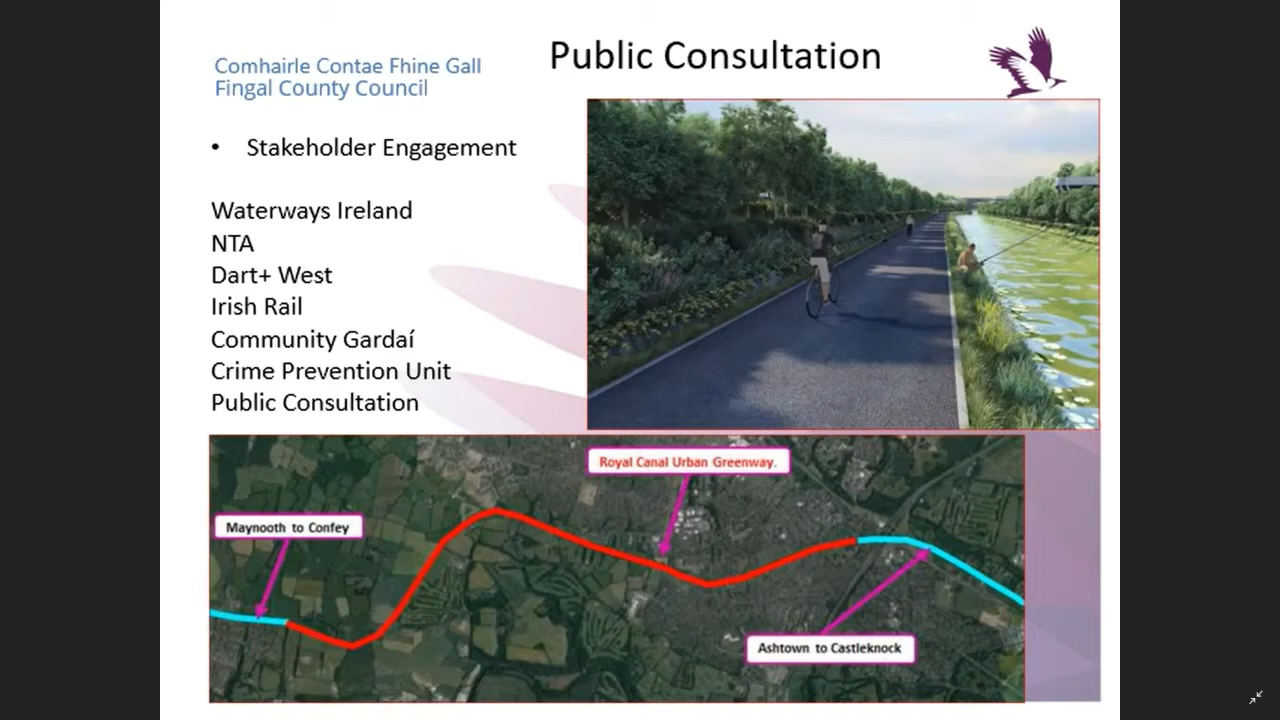 Comhairle Contae Fhine Gall
Fingal County Council
Public Consultation
• Stakeholder Engagement
Waterways Ireland
NTA
Dart+ West
Irish Rail
Community Gardaí
Crime Prevention Unit
Public Consultation
Royal Canal Urban Greenway.
Maynooth to Confey
Ashtown to Castleknock